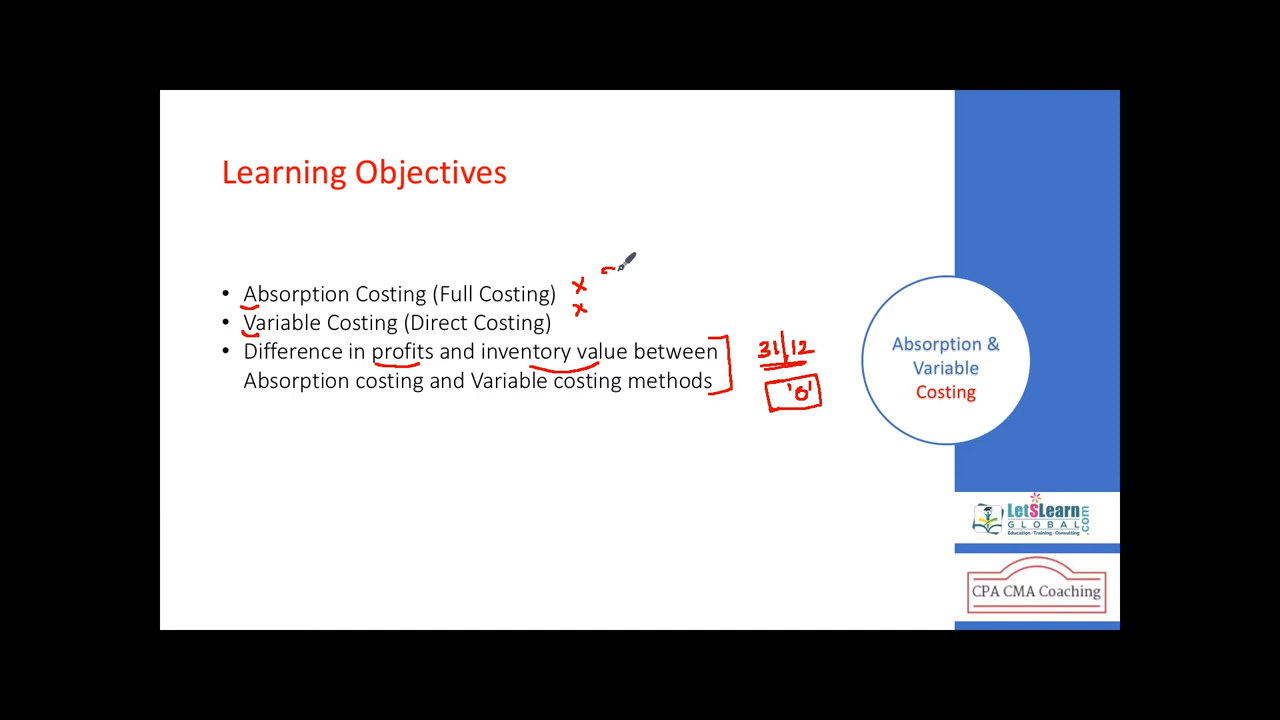 Learning Objectives
• Absorption Costing (Full Costing) x
• Variable Costing (Direct Costing) x
• Difference in profits and inventory value between
Absorption costing and Variable costing methods
31|12
'0'
Absorption &
Variable
Costing
LetSLearn.com
GLOBAL
Education · Training · Consulting
CPA CMA Coaching